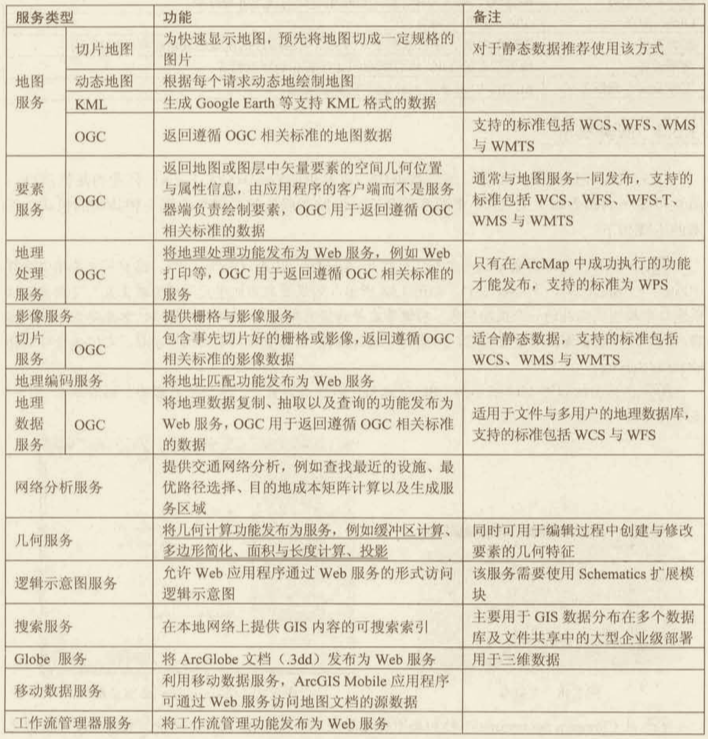 服务类型 功能 备注
切片地图 为快速显示地图，预先将地图切成一定规格的 对于静态数据推荐使用该方式
图片
地图
服务
动态地图 根据每个请求动态地绘制地图
KML 生成 Google Earth 等支持 KML 格式的数据
OGC 返回遵循 OGC 相关标准的地图数据 支持的标准包括 WCS、WFS、WMS
与 WMTS
要素
服务
OGC
返回地图或图层中矢量要素的空间几何位置
与属性信息，由应用程序的客户端而不是服务
器端负责绘制要素，OGC 用于返回遵循 OGC
相关标准的数据
通常与地图服务一同发布，支持的
标准包括 WCS、WFS、WFS-T、
WMS 与 WMTS
地理
处理
服务
OGC
将地理处理功能发布为 Web 服务，例如 Web
打印等，OGC 用于返回遵循 OGC 相关标准的
服务
只有在 ArcMap 中成功执行的功能
才能发布，支持的标准为 WPS
影像服务 提供栅格与影像服务
切片
服务
OGC
包含事先切片好的栅格或影像，返回遵循 OGC
相关标准的影像数据
适合静态数据，支持的标准包括
WCS、WMS 与 WMTS
地理编码服务 将地址匹配功能发布为 Web 服务
地理
数据
服务
OGC
将地理数据复制、抽取以及查询的功能发布为
Web 服务，OGC 用于返回遵循 OGC 相关标准
的数据
适用于文件与多用户的地理数据库，
支持的标准包括 WCS 与 WFS
网络分析服务
提供交通网络分析，例如查找最近的设施、最
优路径选择、目的地成本矩阵计算以及生成服
务区域
几何服务
将几何计算功能发布为服务，例如缓冲区计算、
多边形简化、面积与长度计算、投影
同时可用于编辑过程中创建与修改
要素的几何特征
逻辑示意图服务
允许 Web 应用程序通过 Web 服务的形式访问
逻辑示意图
该服务需要使用 Schematics 扩展模
块
搜索服务 在本地网络上提供 GIS 内容的可搜索索引
主要用于 GIS 数据分布在多个数据
库及文件共享中的大型企业级部署
Globe 服务 将 ArcGlobe 文档（.3dd）发布为 Web 服务 用于三维数据
移动数据服务
利用移动数据服务，ArcGIS Mobile 应用程序
可通过 Web 服务访问地图文档的源数据
工作流管理器服务 将工作流管理功能发布为 Web 服务